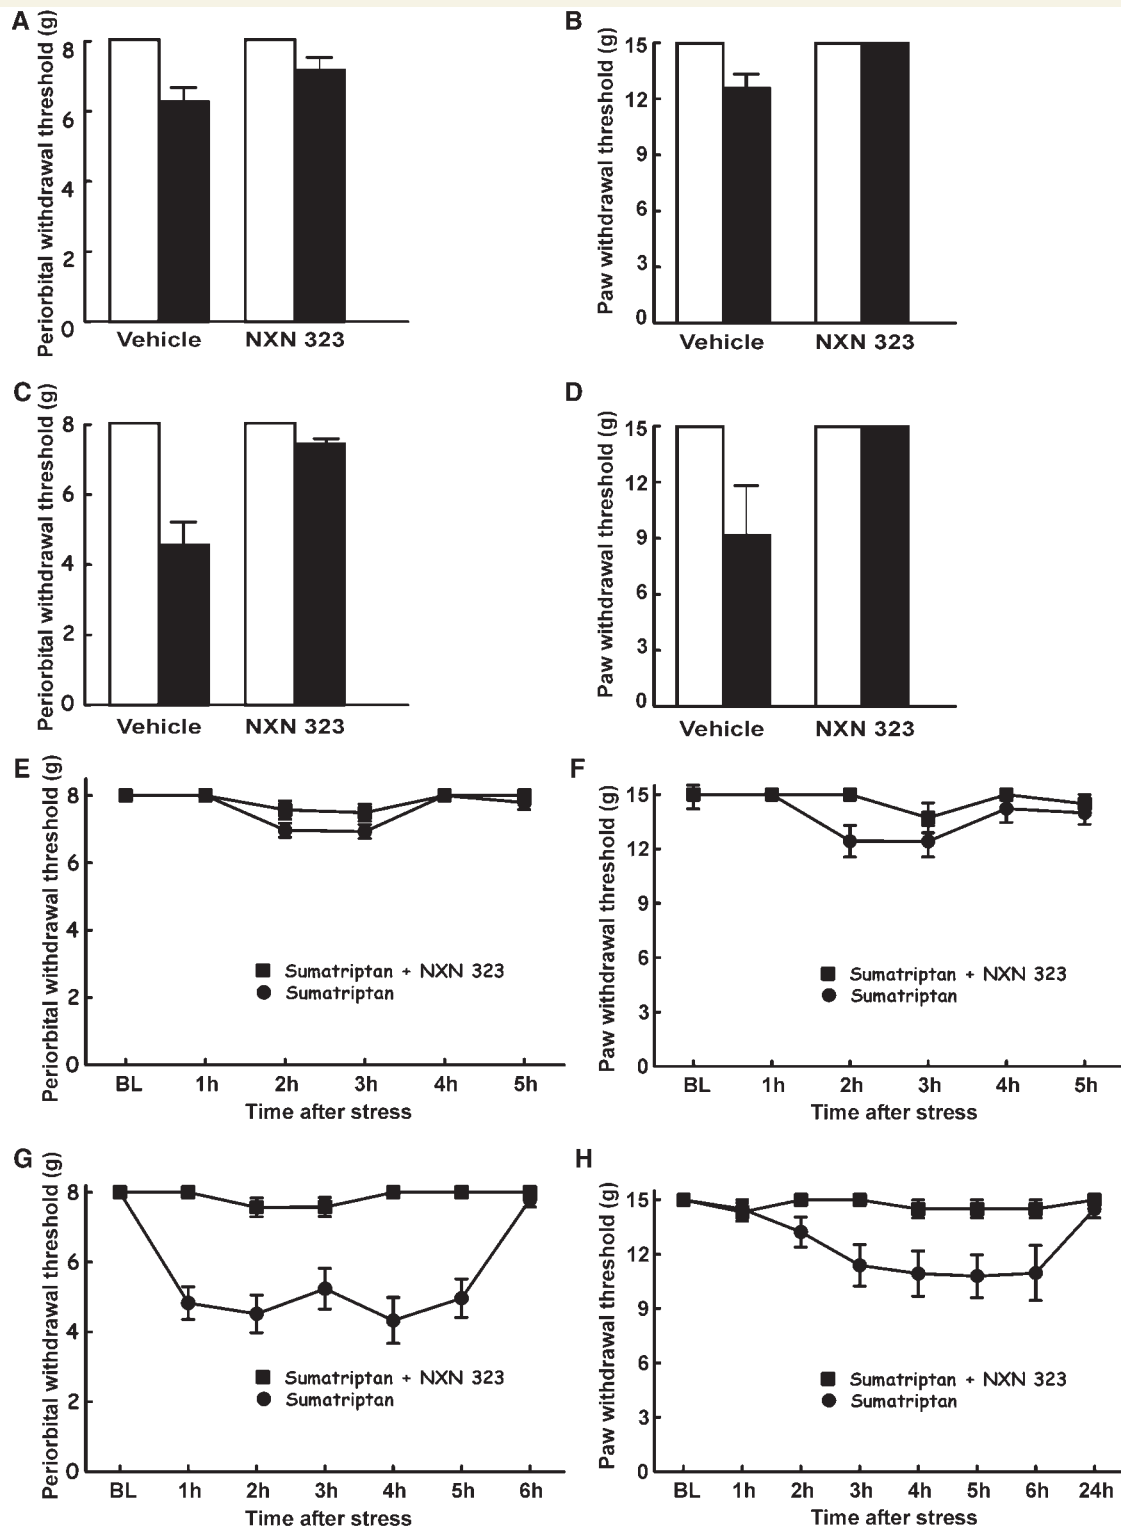 A
Periorbital withdrawal threshold (g)
8
6
4
2
0
Vehicle NXN 323
B
Paw withdrawal threshold (g)
15
12
9
6
3
0
Vehicle NXN 323
C
Periorbital withdrawal threshold (g)
8
6
4
2
0
Vehicle NXN 323
D
Paw withdrawal threshold (g)
15
12
9
6
3
0
Vehicle NXN 323
E
Periorbital withdrawal threshold (g)
8
6
4
2
0
Sumatriptan + NXN 323
Sumatriptan
BL 1h 2h 3h 4h 5h
Time after stress
F
Paw withdrawal threshold (g)
15
12
9
6
3
0
Sumatriptan + NXN 323
Sumatriptan
BL 1h 2h 3h 4h 5h
Time after stress
G
Periorbital withdrawal threshold (g)
8
6
4
2
0
Sumatriptan + NXN 323
Sumatriptan
BL 1h 2h 3h 4h 5h 6h
Time after stress
H
Paw withdrawal threshold (g)
15
12
9
6
3
0
Sumatriptan + NXN 323
Sumatriptan
BL 1h 2h 3h 4h 5h 6h 24h
Time after stress